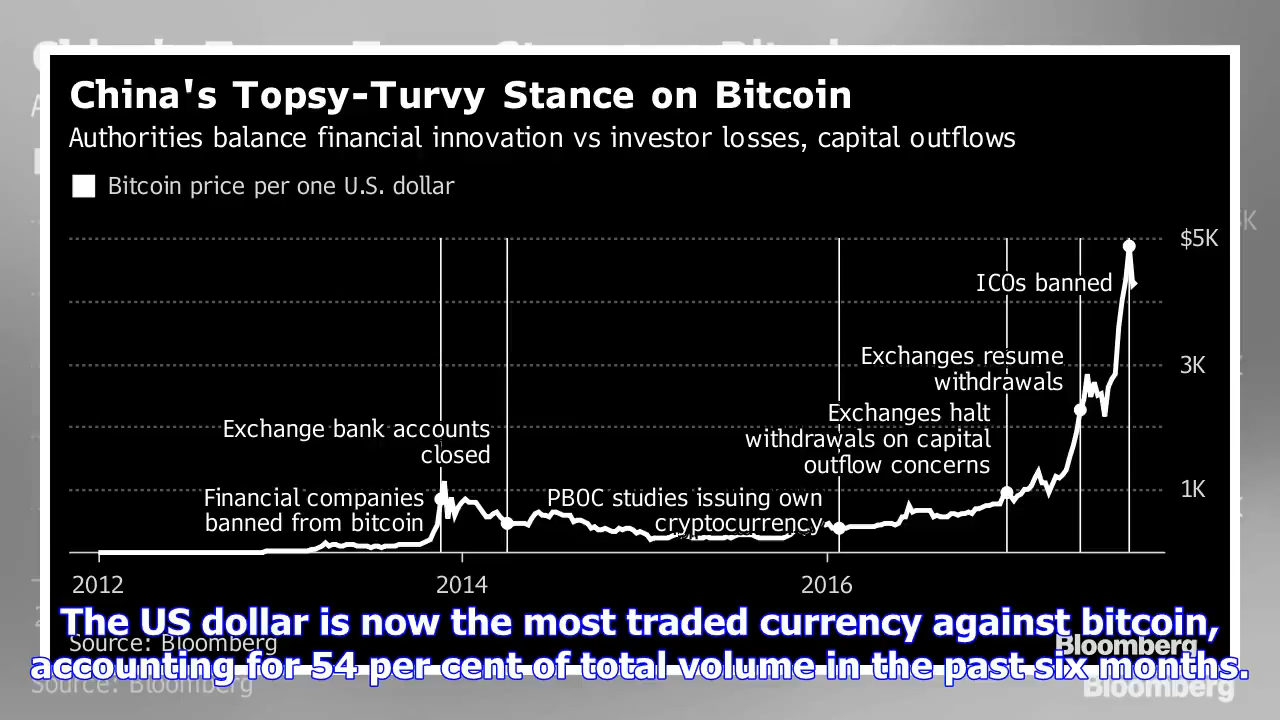 China's Topsy-Turvy Stance on Bitcoin
Authorities balance financial innovation vs investor losses, capital outflows
Bitcoin price per one U.S. dollar
$5K
ICOs banned
Exchanges resume
withdrawals
3K
Exchanges halt
withdrawals on capital
outflow concerns
Exchange bank accounts
closed
1K
Financial companies
banned from bitcoin
PBOC studies issuing own
cryptocurrency
2012
2014
2016
The US dollar is now the most traded currency against bitcoin,
Source: Bloomberg
Bloomberg
accounting for 54 per cent of total volume in the past six months.
Source: Bloomberg
Bloomberg